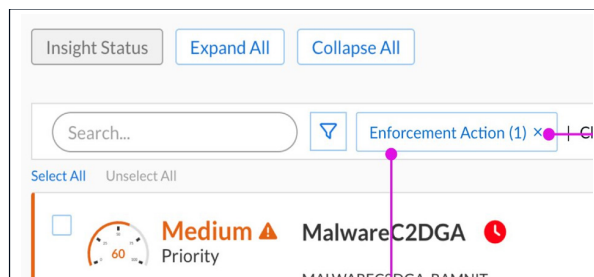 Insight Status Expand All Collapse All
Search... Enforcement Action (1) × |
Select All Unselect All
Medium MalwareC2DGA
60 Priority